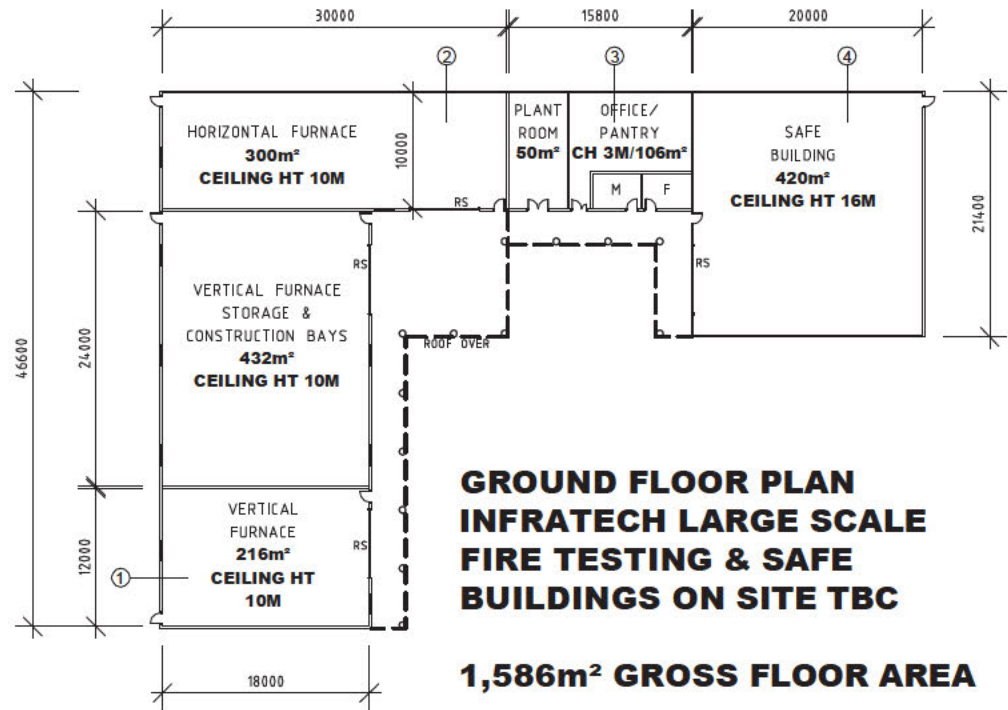 30000
15800
20000
2
3
4
HORIZONTAL FURNACE
300m²
CEILING HT 10M
10000
PLANT
ROOM
50m²
OFFICE/
PANTRY
CH 3M/106m²
M
F
SAFE
BUILDING
420m²
CEILING HT 16M
21400
RS
RS
RS
VERTICAL FURNACE
STORAGE &
CONSTRUCTION BAYS
432m²
CEILING HT 10M
ROOF OVER
46600
24000
12000
1
VERTICAL
FURNACE
216m²
CEILING HT
10M
RS
18000
GROUND FLOOR PLAN
INFRATECH LARGE SCALE
FIRE TESTING & SAFE
BUILDINGS ON SITE TBC
1,586m² GROSS FLOOR AREA